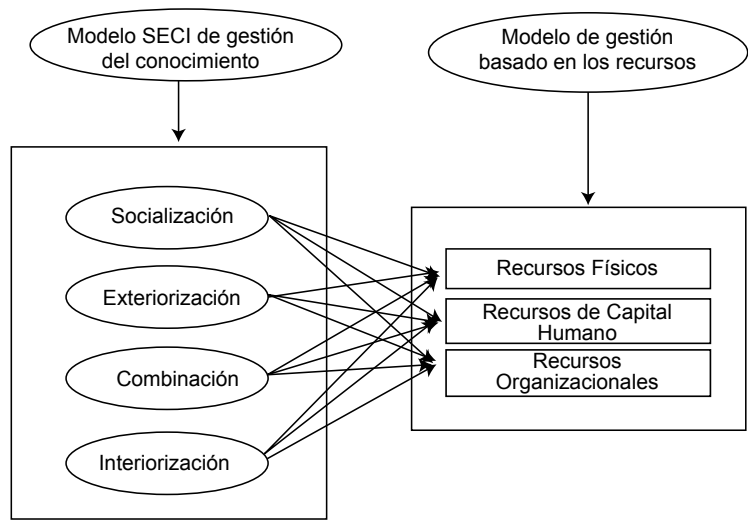 Modelo SECI de gestión
del conocimiento
Modelo de gestión
basado en los recursos
Socialización
Exteriorización
Combinación
Interiorización
Recursos Físicos
Recursos de Capital
Humano
Recursos
Organizacionales